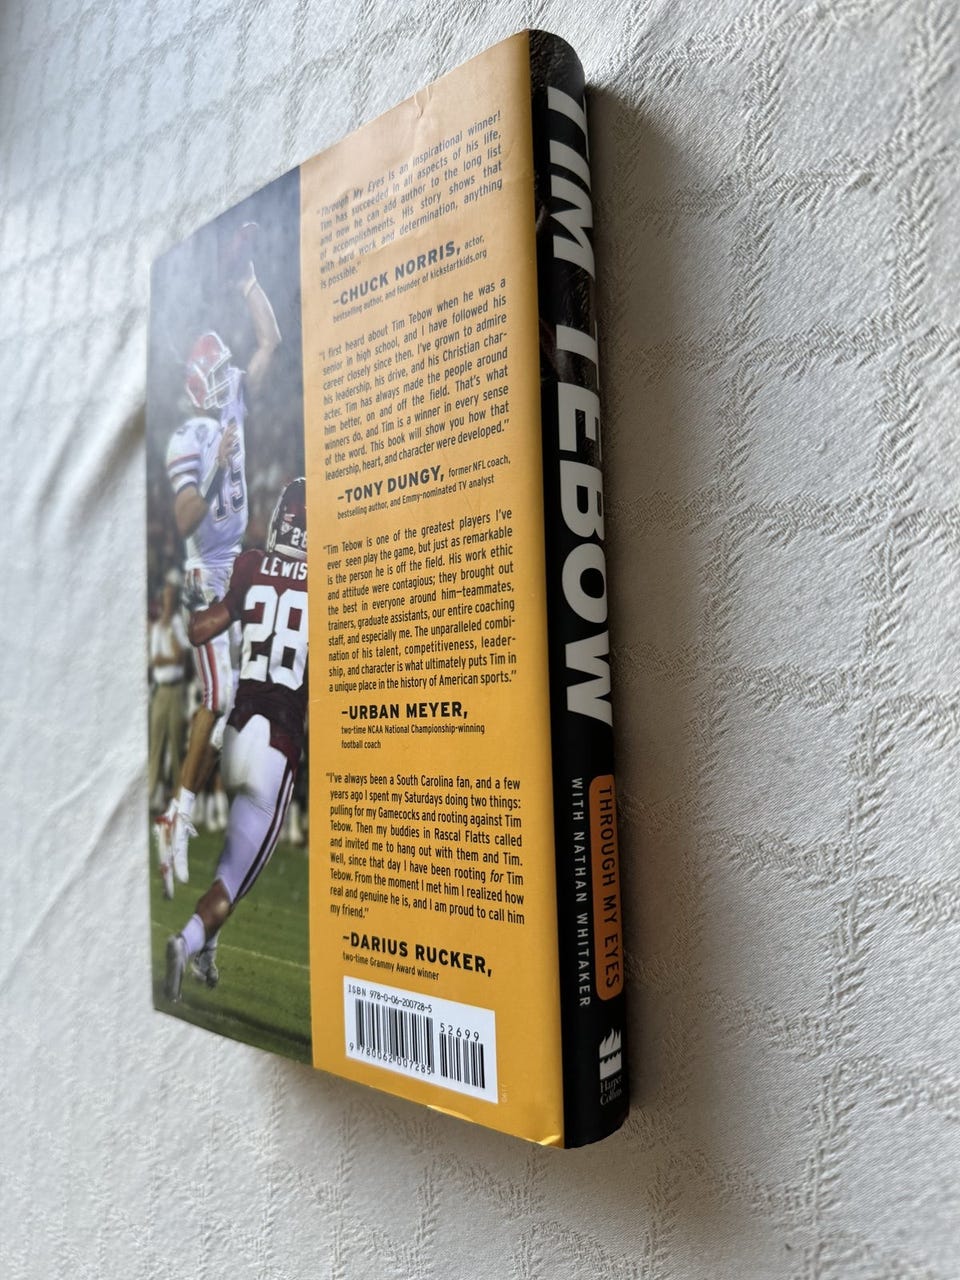 "Through My Eyes is an inspirational winner!
Tim has succeeded in all aspects of his life,
and now he can add author to the long list
of accomplishments. His story shows that
with hard work and determination, anything
is possible."
–CHUCK NORRIS, actor,
bestselling author, and founder of kickstartkids.org
"I first heard about Tim Tebow when he was a
senior in high school, and I have followed his
career closely since then. I've grown to admire
his leadership, his drive, and his Christian char-
acter. Tim has always made the people around
him better, on and off the field. That's what
winners do, and Tim is a winner in every sense
of the word. This book will show you how that
leadership, heart, and character were developed."
–TONY DUNGY, former NFL coach,
bestselling author, and Emmy-nominated TV analyst
"Tim Tebow is one of the greatest players I've
ever seen play the game, but just as remarkable
is the person he is off the field. His work ethic
and attitude were contagious; they brought out
the best in everyone around him—teammates,
trainers, graduate assistants, our entire coaching
staff, and especially me. The unparalleled combi-
nation of his talent, competitiveness, leader-
ship, and character is what ultimately puts Tim in
a unique place in the history of American sports."
–URBAN MEYER,
two-time NCAA National Championship-winning
football coach
"I've always been a South Carolina fan, and a few
years ago I spent my Saturdays doing two things:
pulling for my Gamecocks and rooting against Tim
Tebow. Then my buddies in Rascal Flatts called
and invited me to hang out with them and Tim.
Well, since that day I have been rooting for Tim
Tebow. From the moment I met him I realized how
real and genuine he is, and I am proud to call him
my friend."
–DARIUS RUCKER,
two-time Grammy Award winner
ISBN 978-0-06-200728-5
52699
9 780062 007285
15
28
LEWIS
28
TIM TEBOW
THROUGH MY EYES
WITH NATHAN WHITAKER
Harper
Collins